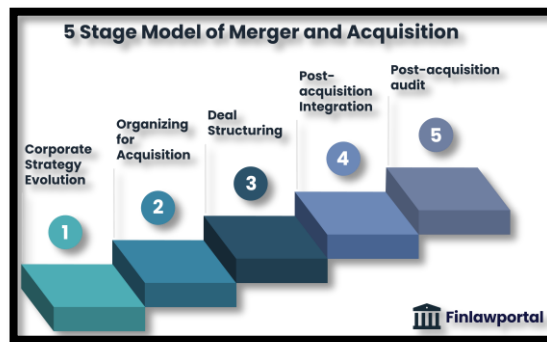 5 Stage Model of Merger and Acquisition
Corporate
Strategy
Evolution
1
Organizing
for
Acquisition
2
Deal
Structuring
3
Post-
acquisition
Integration
4
Post-acquisition
audit
5
Finlawportal